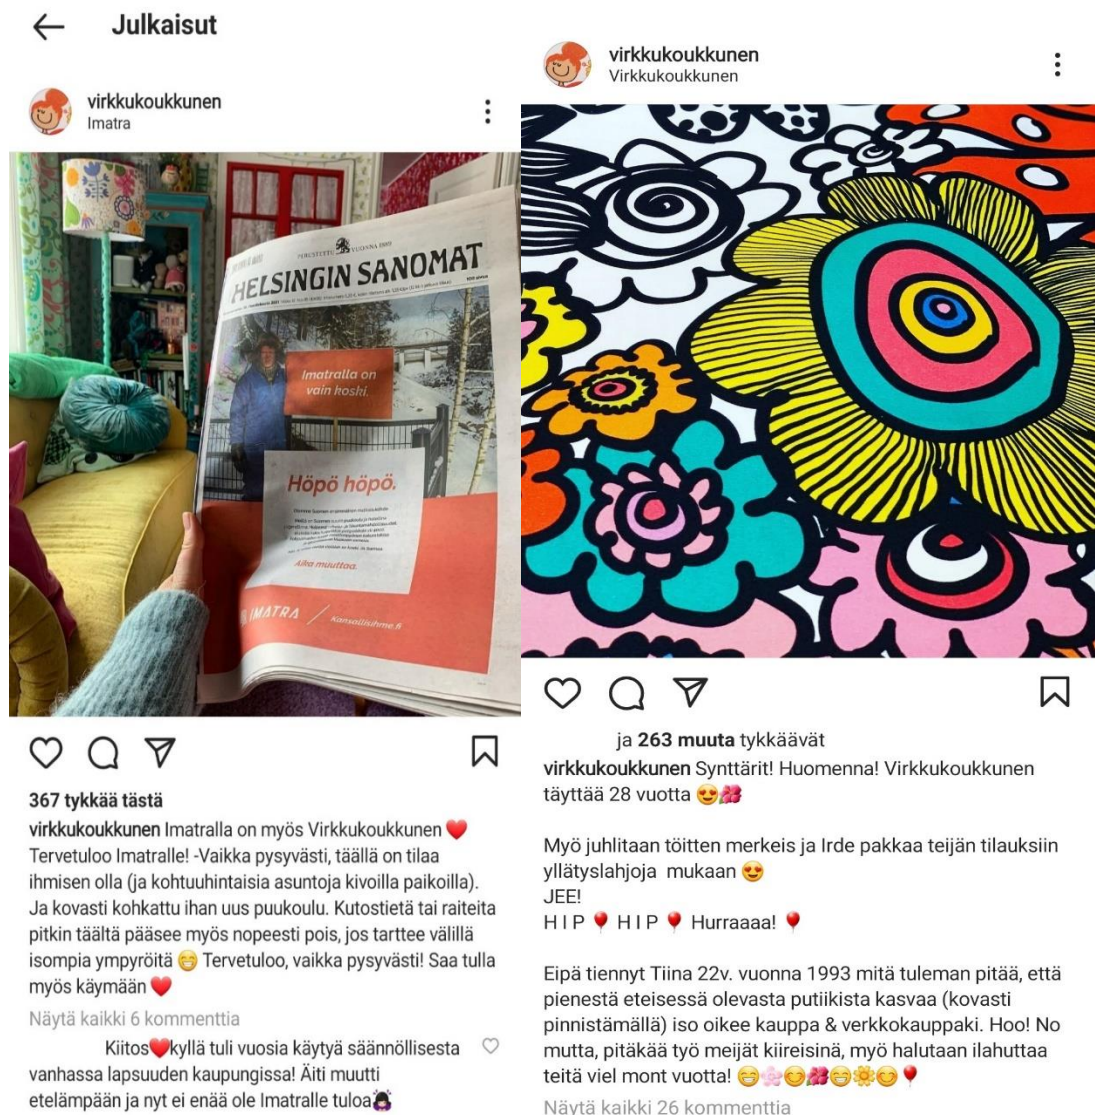 Julkaisut
virkkukoukkunen
Imatra
PERUSTETTU VUONNA 1889
HELSINGIN SANOMAT
Imatralla on
vain koski.
Höpö höpö.
Aika muuttaa.
IMATRA / Kansallisihme.fi
367 tykkää tästä
virkkukoukkunen Imatralla on myös Virkkukoukkunen ❤️
Tervetuloo Imatralle! -Vaikka pysyvästi, täällä on tilaa
ihmisen olla (ja kohtuuhintaisia asuntoja kivoilla paikoilla).
Ja kovasti kohkattu ihan uus puukoulu. Kutostietä tai raiteita
pitkin täältä pääsee myös nopeesti pois, jos tarttee välillä
isompia ympyröitä 😁 Tervetuloo, vaikka pysyvästi! Saa tulla
myös käymään ❤️
Näytä kaikki 6 kommenttia
Kiitos❤️kyllä tuli vuosia käytyä säännöllisesta
vanhassa lapsuuden kaupungissa! Äiti muutti
etelämpään ja nyt ei enää ole Imatralle tuloa🙇🏻‍♀️
virkkukoukkunen
Virkkukoukkunen
ja 263 muuta tykkäävät
virkkukoukkunen Synttärit! Huomenna! Virkkukoukkunen
täyttää 28 vuotta 😍🌺
Myö juhlitaan töitten merkeis ja Irde pakkaa teijän tilauksiin
yllätyslahjoja mukaan 😍
JEE!
H I P 🎈 H I P 🎈 Hurraaaa! 🎈
Eipä tiennyt Tiina 22v. vuonna 1993 mitä tuleman pitää, että
pienestä eteisessä olevasta putiikista kasvaa (kovasti
pinnistämällä) iso oikee kauppa & verkkokauppaki. Hoo! No
mutta, pitäkää työ meijät kiireisinä, myö halutaan ilahuttaa
teitä viel mont vuotta! 😁🌸😊🌺😁🌼😊🎈
Näytä kaikki 26 kommenttia